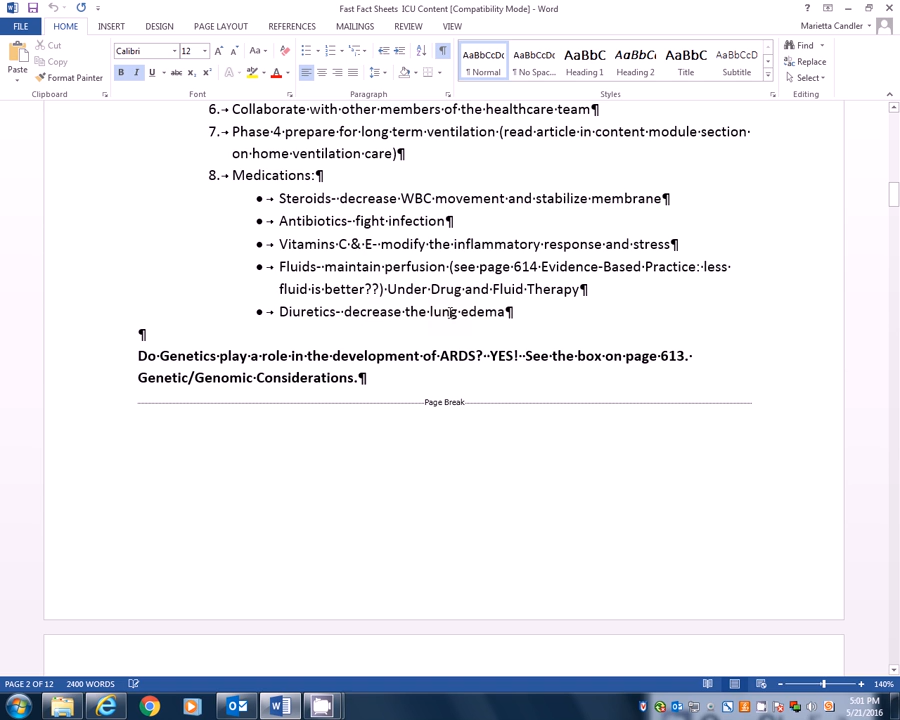 Fast Fact Sheets ICU Content [Compatibility Mode] - Word
FILE HOME INSERT DESIGN PAGE LAYOUT REFERENCES MAILINGS REVIEW VIEW Marietta Candler
Paste Cut Copy Format Painter
Calibri 12
AaBbCcDc AaBbCcDc AaBbC AaBbCc AaBbC AaBbCcD
¶ Normal ¶ No Spac... Heading 1 Heading 2 Title Subtitle
Find Replace Select
Clipboard Font Paragraph Styles Editing
6. Collaborate with other members of the healthcare team¶
7. Phase 4 prepare for long term ventilation (read article in content module section
on home ventilation care)¶
8. Medications:¶
• Steroids- decrease WBC movement and stabilize membrane¶
• Antibiotics- fight infection¶
• Vitamins C & E- modify the inflammatory response and stress¶
• Fluids- maintain perfusion (see page 614 Evidence-Based Practice: less
fluid is better??) Under Drug and Fluid Therapy¶
• Diuretics- decrease the lung edema¶
¶
Do Genetics play a role in the development of ARDS? YES! See the box on page 613.
Genetic/Genomic Considerations.¶
Page Break
PAGE 2 OF 12 2400 WORDS 140%
5:01 PM
5/21/2016